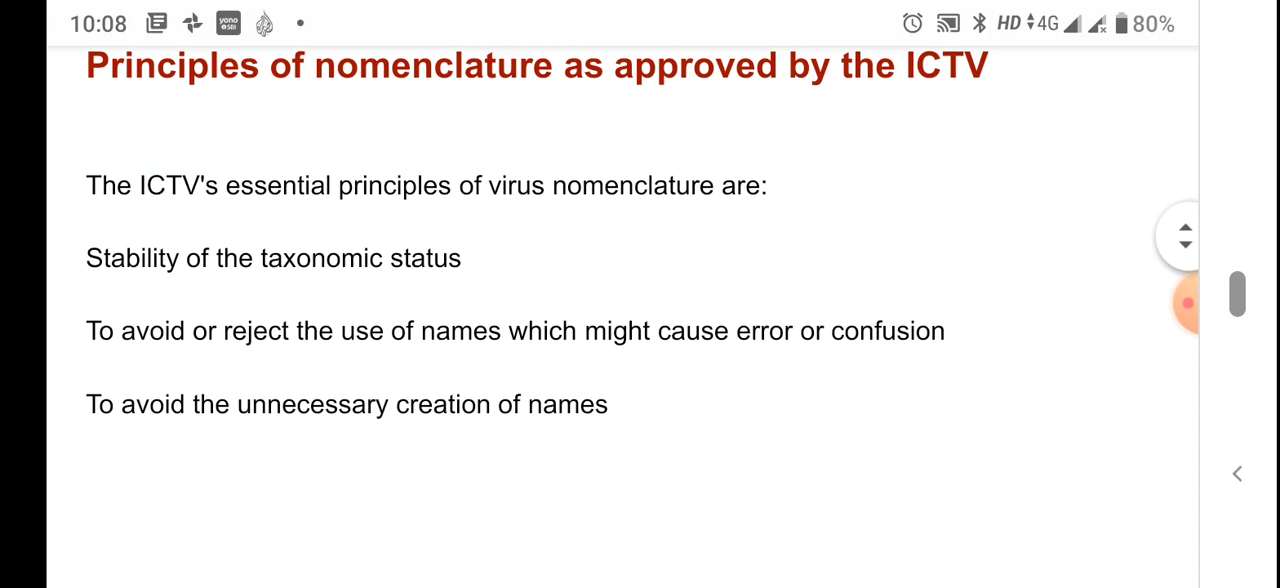 10:08 yono SBI HD 4G 80%
Principles of nomenclature as approved by the ICTV
The ICTV's essential principles of virus nomenclature are:
Stability of the taxonomic status
To avoid or reject the use of names which might cause error or confusion
To avoid the unnecessary creation of names